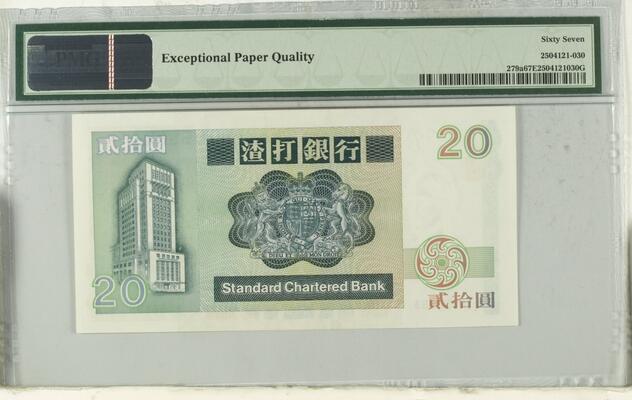 PMG
Exceptional Paper Quality
Sixty Seven
2504121-030
279a67E2504121030G
貳拾圓
渣打銀行
20
DIEU ET MON DROIT
Standard Chartered Bank
20
貳拾圓